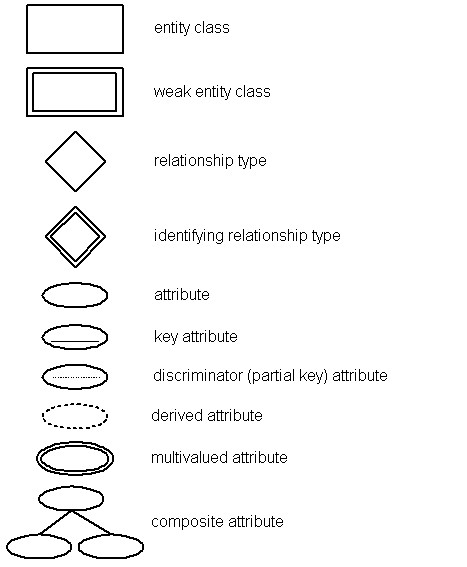 entity class
weak entity class
relationship type
identifying relationship type
attribute
key attribute
discriminator (partial key) attribute
derived attribute
multivalued attribute
composite attribute